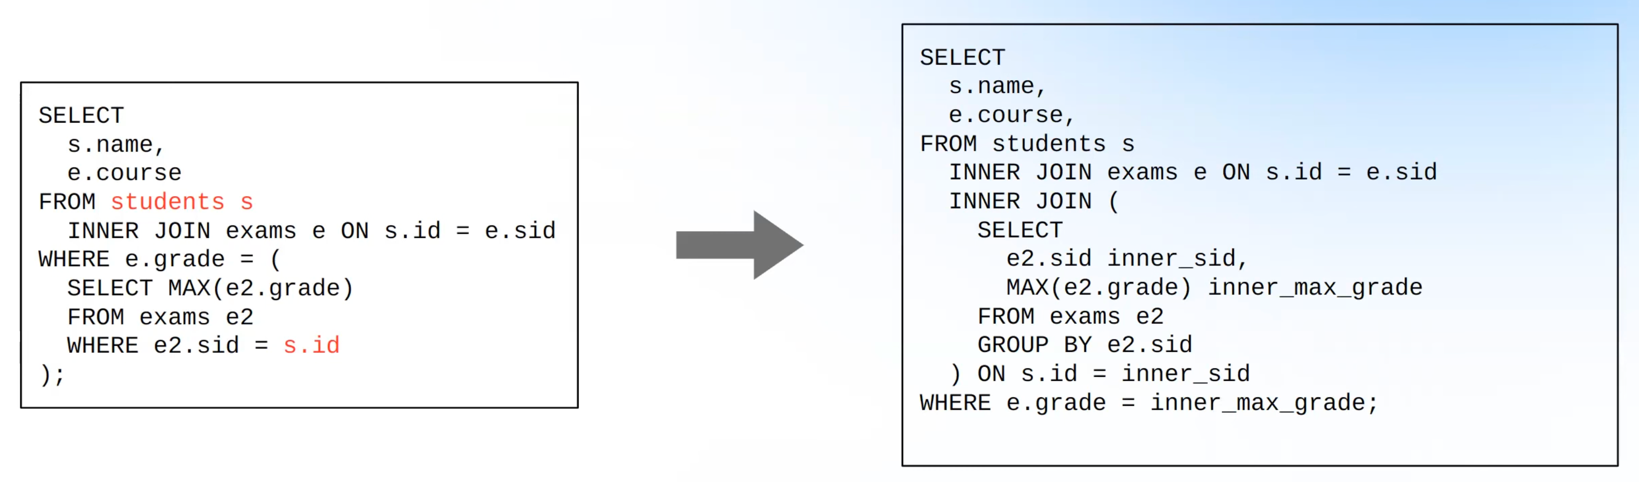 SELECT
  s.name,
  e.course
FROM students s
  INNER JOIN exams e ON s.id = e.sid
WHERE e.grade = (
  SELECT MAX(e2.grade)
  FROM exams e2
  WHERE e2.sid = s.id
);
SELECT
  s.name,
  e.course,
FROM students s
  INNER JOIN exams e ON s.id = e.sid
  INNER JOIN (
    SELECT
      e2.sid inner_sid,
      MAX(e2.grade) inner_max_grade
    FROM exams e2
    GROUP BY e2.sid
  ) ON s.id = inner_sid
WHERE e.grade = inner_max_grade;